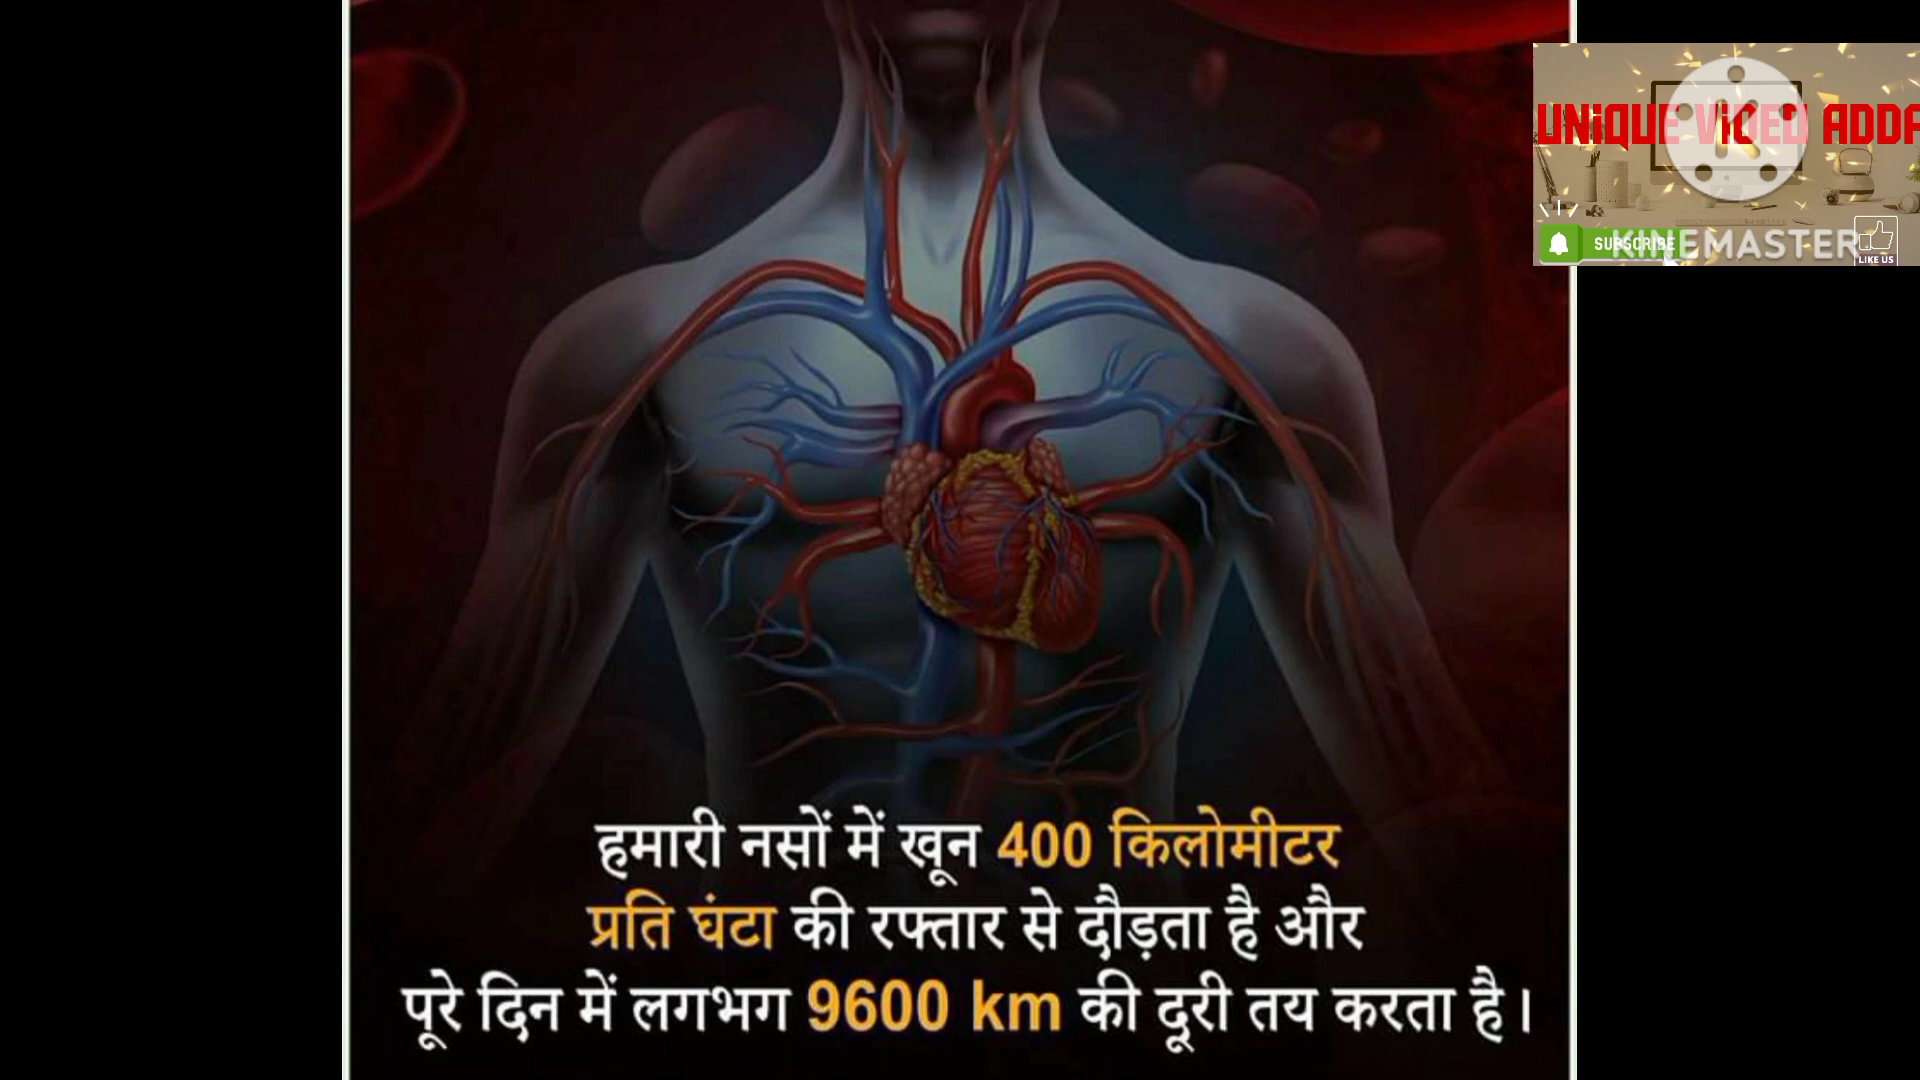 UNIQUE VIDEO ADDA
SUBSCRIBE
KINEMASTER
LIKE US
हमारी नसों में खून 400 किलोमीटर
प्रति घंटा की रफ्तार से दौड़ता है और
पूरे दिन में लगभग 9600 km की दूरी तय करता है।